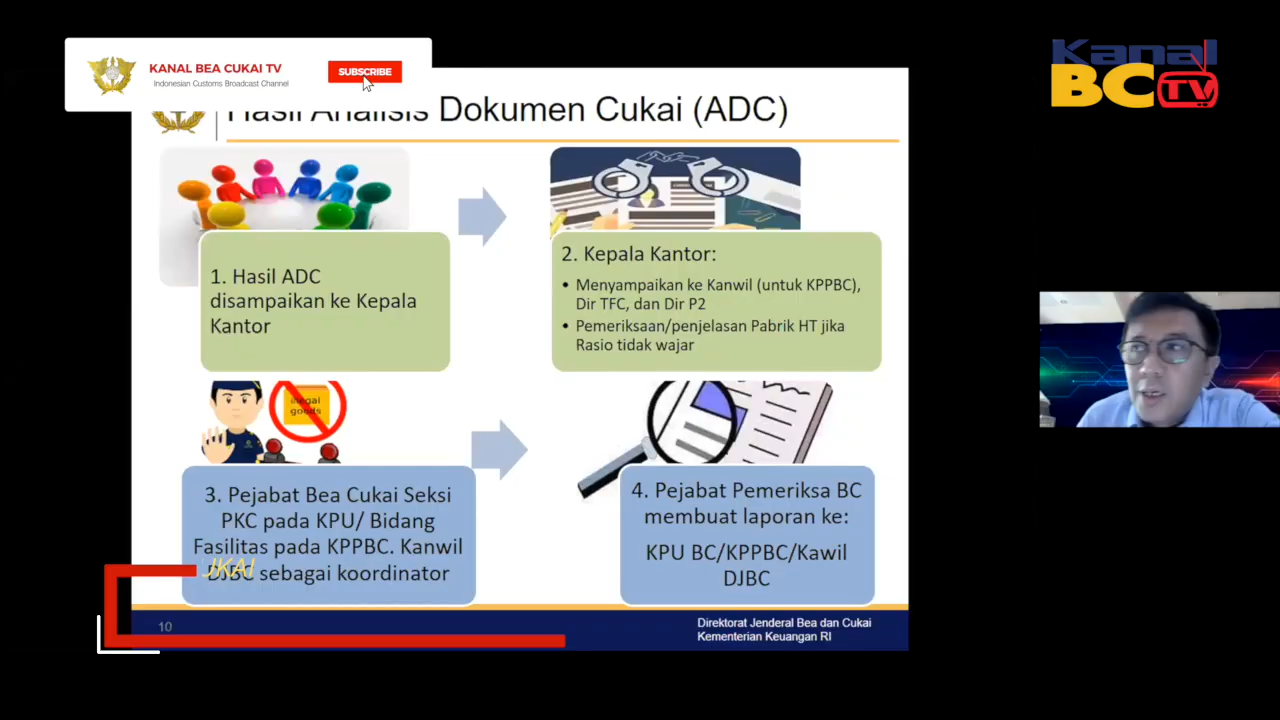 KANAL BEA CUKAI TV
Indonesian Customs Broadcast Channel
SUBSCRIBE
Kanal
BC TV
Hasil Analisis Dokumen Cukai (ADC)
1. Hasil ADC
disampaikan ke Kepala
Kantor
2. Kepala Kantor:
• Menyampaikan ke Kanwil (untuk KPPBC),
Dir TFC, dan Dir P2
• Pemeriksaan/penjelasan Pabrik HT jika
Rasio tidak wajar
illegal
goods
3. Pejabat Bea Cukai Seksi
PKC pada KPU/ Bidang
Fasilitas pada KPPBC. Kanwil
DJBC sebagai koordinator
JKAI
4. Pejabat Pemeriksa BC
membuat laporan ke:
KPU BC/KPPBC/Kawil
DJBC
10
Direktorat Jenderal Bea dan Cukai
Kementerian Keuangan RI